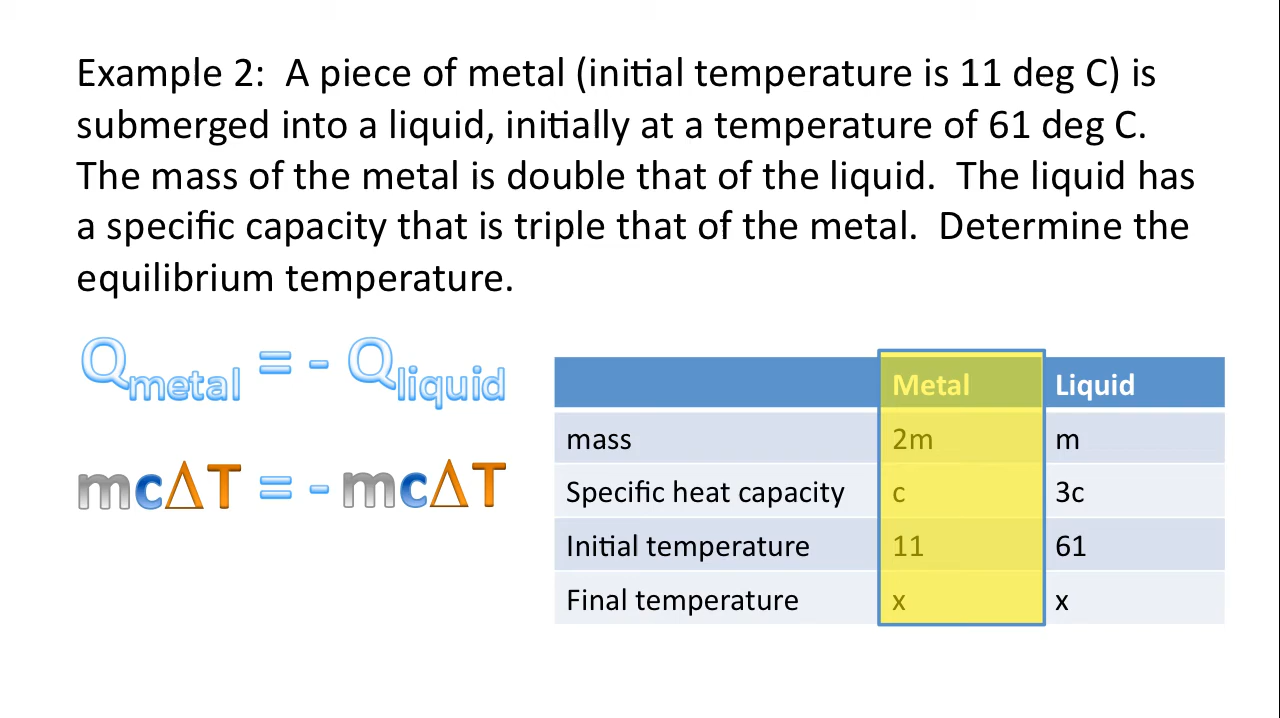 Example 2:  A piece of metal (initial temperature is 11 deg C) is
submerged into a liquid, initially at a temperature of 61 deg C.
The mass of the metal is double that of the liquid.  The liquid has
a specific capacity that is triple that of the metal.  Determine the
equilibrium temperature.
Qmetal = - Qliquid
mcΔT = - mcΔT
Metal Liquid
mass 2m m
Specific heat capacity c 3c
Initial temperature 11 61
Final temperature x x